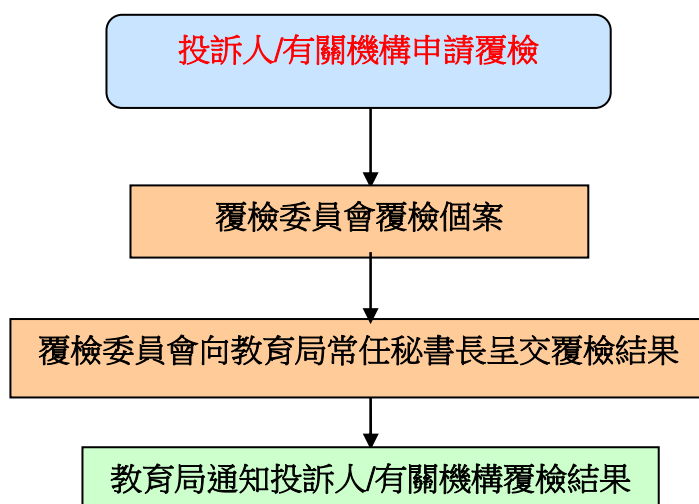 投訴人/有關機構申請覆檢
覆檢委員會覆檢個案
覆檢委員會向教育局常任秘書長呈交覆檢結果
教育局通知投訴人/有關機構覆檢結果